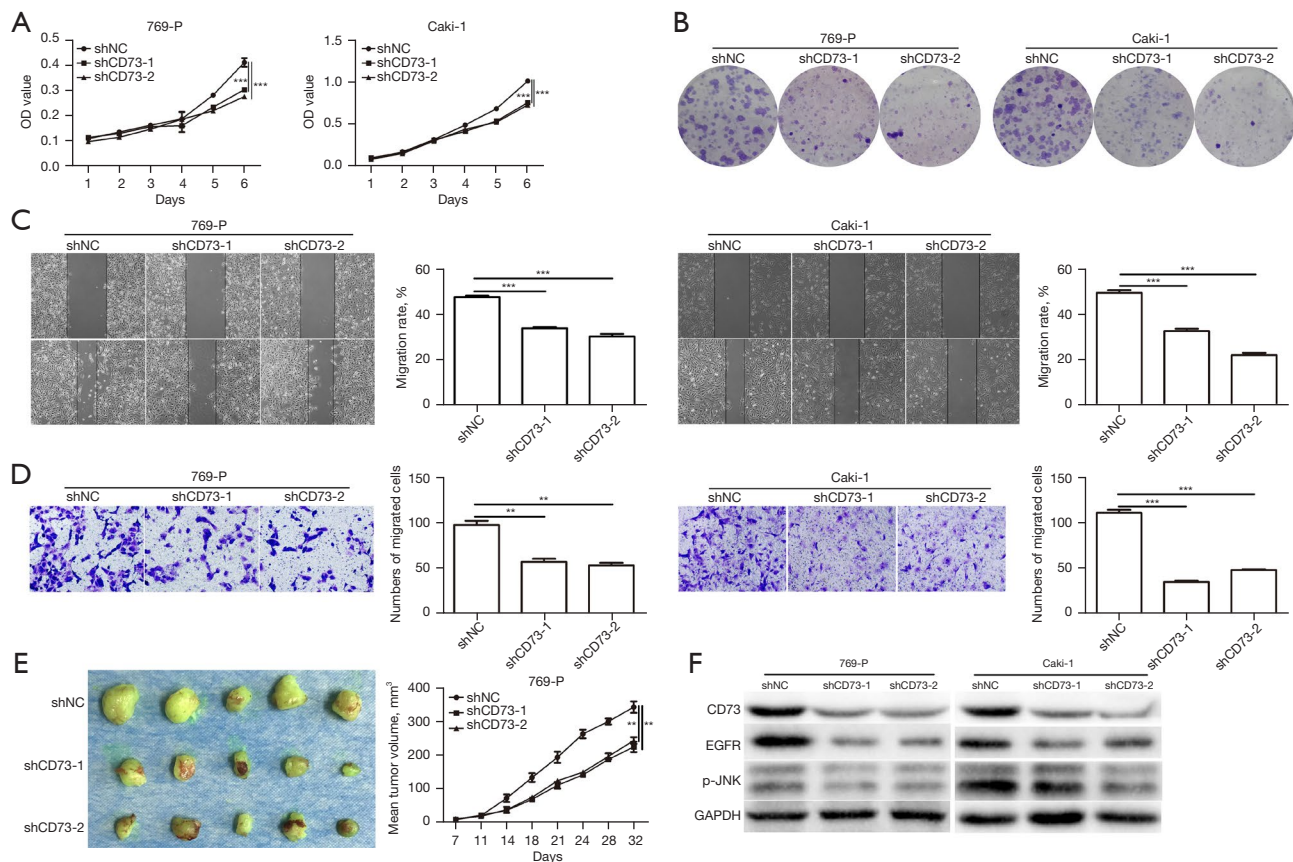 A
769-P
0.5
0.4
0.3
0.2
0.1
0.0
OD value
shNC
shCD73-1
shCD73-2
***
***
1 2 3 4 5 6
Days
Caki-1
1.5
1.0
0.5
0.0
OD value
shNC
shCD73-1
shCD73-2
***
***
1 2 3 4 5 6
Days
B
769-P
shNC shCD73-1 shCD73-2
Caki-1
shNC shCD73-1 shCD73-2
C
769-P
shNC shCD73-1 shCD73-2
60
40
20
0
Migration rate, %
***
***
shNC
shCD73-1
shCD73-2
Caki-1
shNC shCD73-1 shCD73-2
60
40
20
0
Migration rate, %
***
***
shNC
shCD73-1
shCD73-2
D
769-P
shNC shCD73-1 shCD73-2
150
100
50
0
Numbers of migrated cells
**
**
shNC
shCD73-1
shCD73-2
Caki-1
shNC shCD73-1 shCD73-2
150
100
50
0
Numbers of migrated cells
***
***
shNC
shCD73-1
shCD73-2
E
shNC
shCD73-1
shCD73-2
769-P
400
300
200
100
0
Mean tumor volume, mm³
shNC
shCD73-1
shCD73-2
** **
7 11 14 18 21 24 28 32
Days
F
769-P
shNC shCD73-1 shCD73-2
Caki-1
shNC shCD73-1 shCD73-2
CD73
EGFR
p-JNK
GAPDH